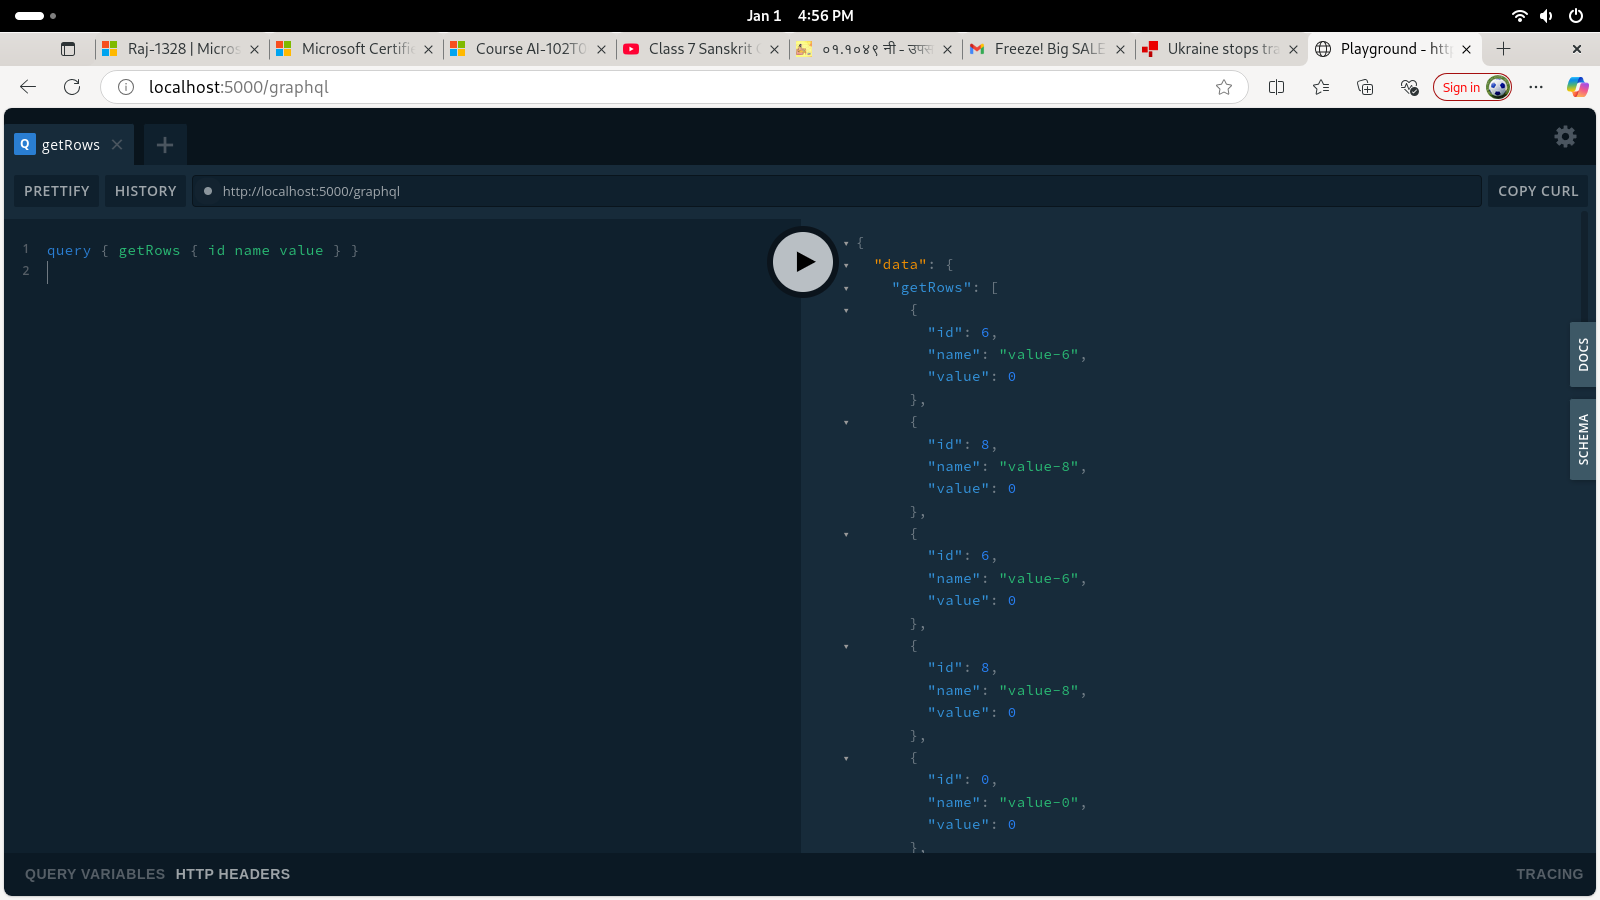 Jan 1 4:56 PM
Raj-1328 | Micros
Microsoft Certifie
Course AI-102T0
Class 7 Sanskrit
०१.१०४९ नी - उपस
Freeze! Big SALE
Ukraine stops tra
Playground - htt
localhost:5000/graphql
Sign in
Q getRows
PRETTIFY HISTORY http://localhost:5000/graphql COPY CURL
1 query { getRows { id name value } }
2
{
"data": {
"getRows": [
{
"id": 6,
"name": "value-6",
"value": 0
},
{
"id": 8,
"name": "value-8",
"value": 0
},
{
"id": 6,
"name": "value-6",
"value": 0
},
{
"id": 8,
"name": "value-8",
"value": 0
},
{
"id": 0,
"name": "value-0",
"value": 0
},
DOCS
SCHEMA
QUERY VARIABLES HTTP HEADERS TRACING